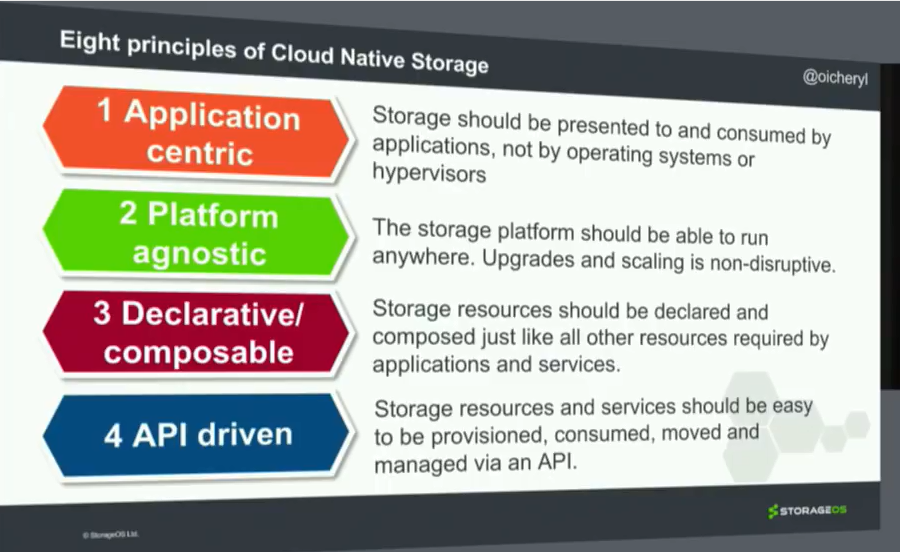 Eight principles of Cloud Native Storage
@oicheryl
1 Application
centric
Storage should be presented to and consumed by
applications, not by operating systems or
hypervisors
2 Platform
agnostic
The storage platform should be able to run
anywhere. Upgrades and scaling is non-disruptive.
3 Declarative/
composable
Storage resources should be declared and
composed just like all other resources required by
applications and services.
4 API driven
Storage resources and services should be easy
to be provisioned, consumed, moved and
managed via an API.
© StorageOS Ltd.
STORAGEOS